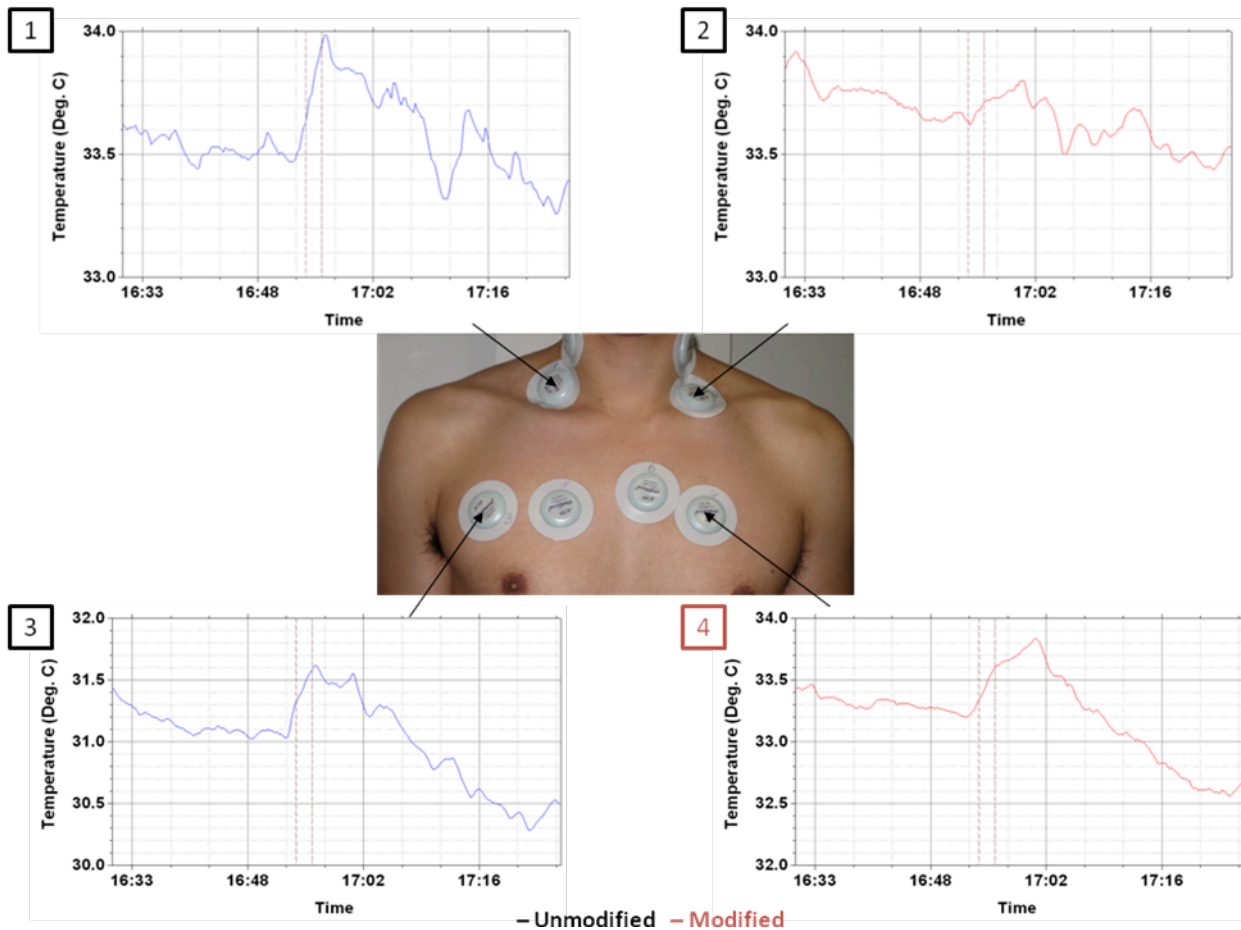 1
34.0
33.5
33.0
Temperature (Deg. C)
16:33 16:48 17:02 17:16
Time
2
34.0
33.5
33.0
Temperature (Deg. C)
16:33 16:48 17:02 17:16
Time
3
32.0
31.5
31.0
30.5
30.0
Temperature (Deg. C)
16:33 16:48 17:02 17:16
Time
4
34.0
33.5
33.0
32.5
32.0
Temperature (Deg. C)
16:33 16:48 17:02 17:16
Time
– Unmodified – Modified